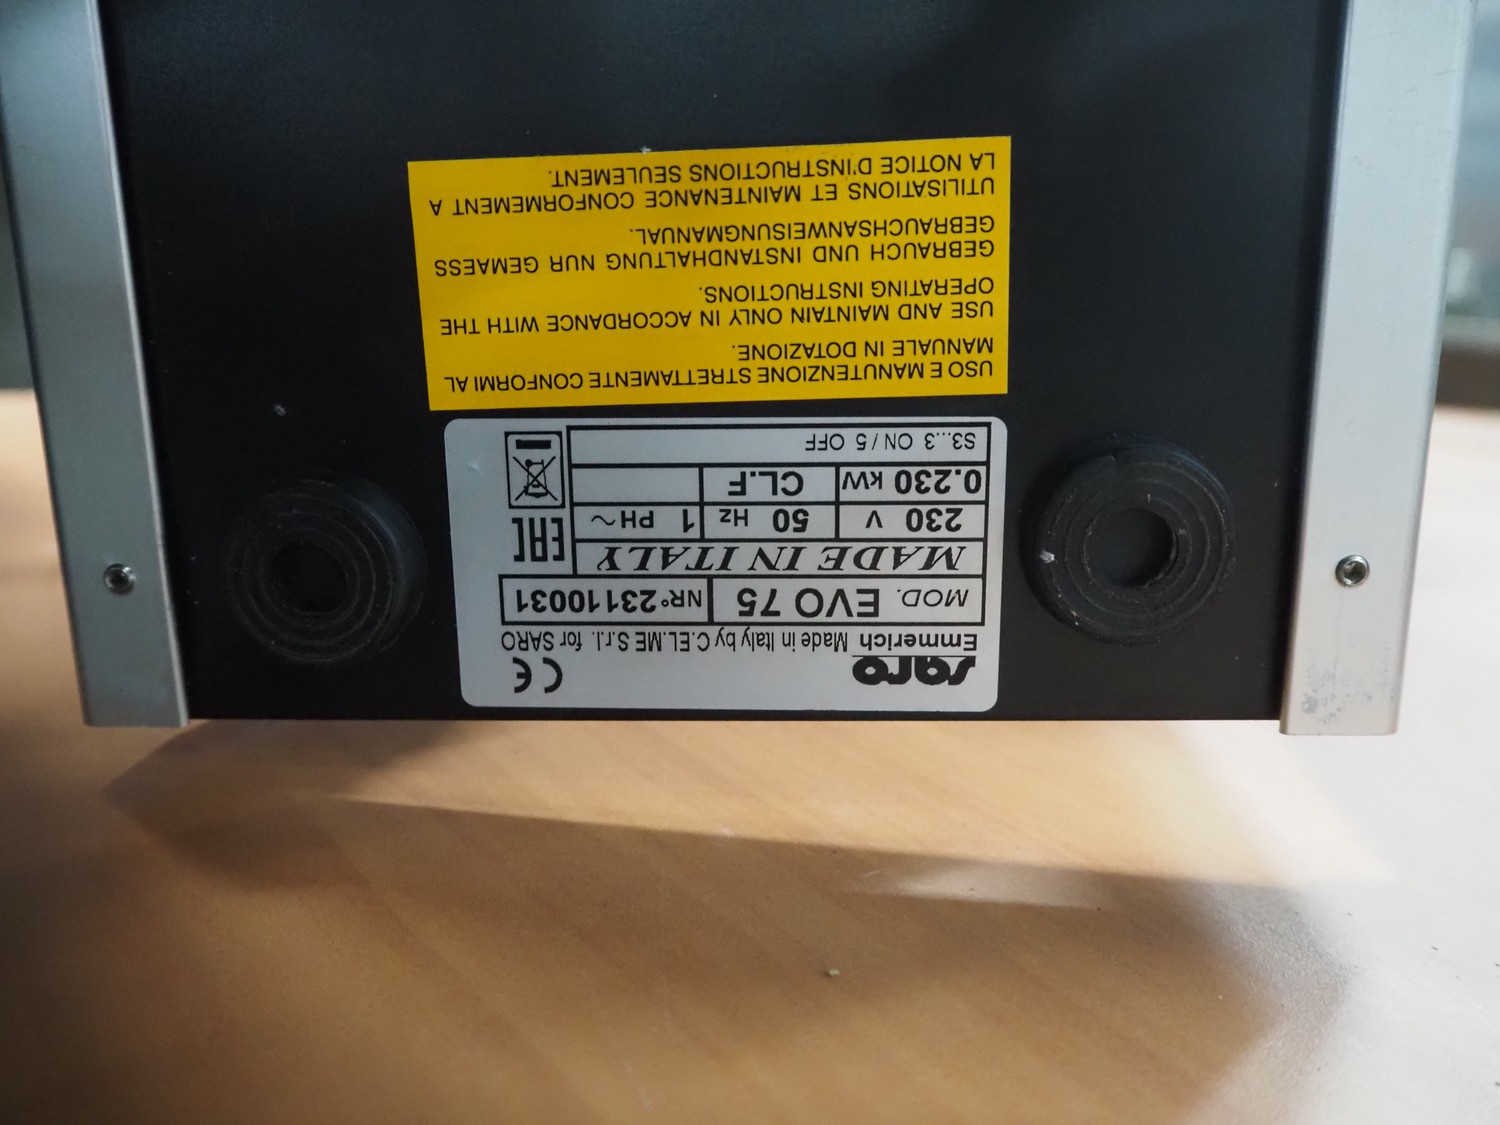 saro
CE
Emmerich Made in Italy by C.EL.ME S.r.l. for SARO
MOD. EVO 75 NR° 23110031
MADE IN ITALY
EAC
230 V 50 Hz 1 PH ~
0.230 kW CL.F
S3...3 ON / 5 OFF
USO E MANUTENZIONE STRETTAMENTE CONFORMI AL
MANUALE IN DOTAZIONE.
USE AND MAINTAIN ONLY IN ACCORDANCE WITH THE
OPERATING INSTRUCTIONS.
GEBRAUCH UND INSTANDHALTUNG NUR GEMAESS
GEBRAUCHSANWEISUNGMANUAL.
UTILISATIONS ET MAINTENANCE CONFORMEMENT A
LA NOTICE D'INSTRUCTIONS SEULEMENT.